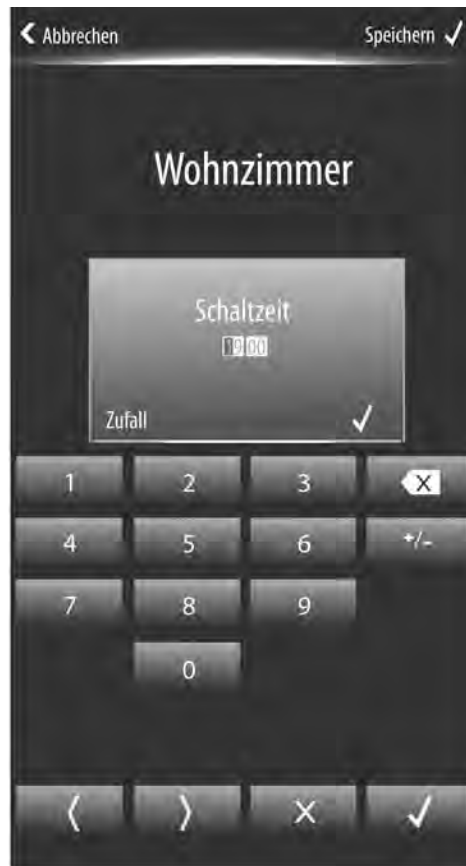 Abbrechen Speichern
Wohnzimmer
Schaltzeit
19:00
Zufall
1 2 3 X
4 5 6 +/-
7 8 9
0